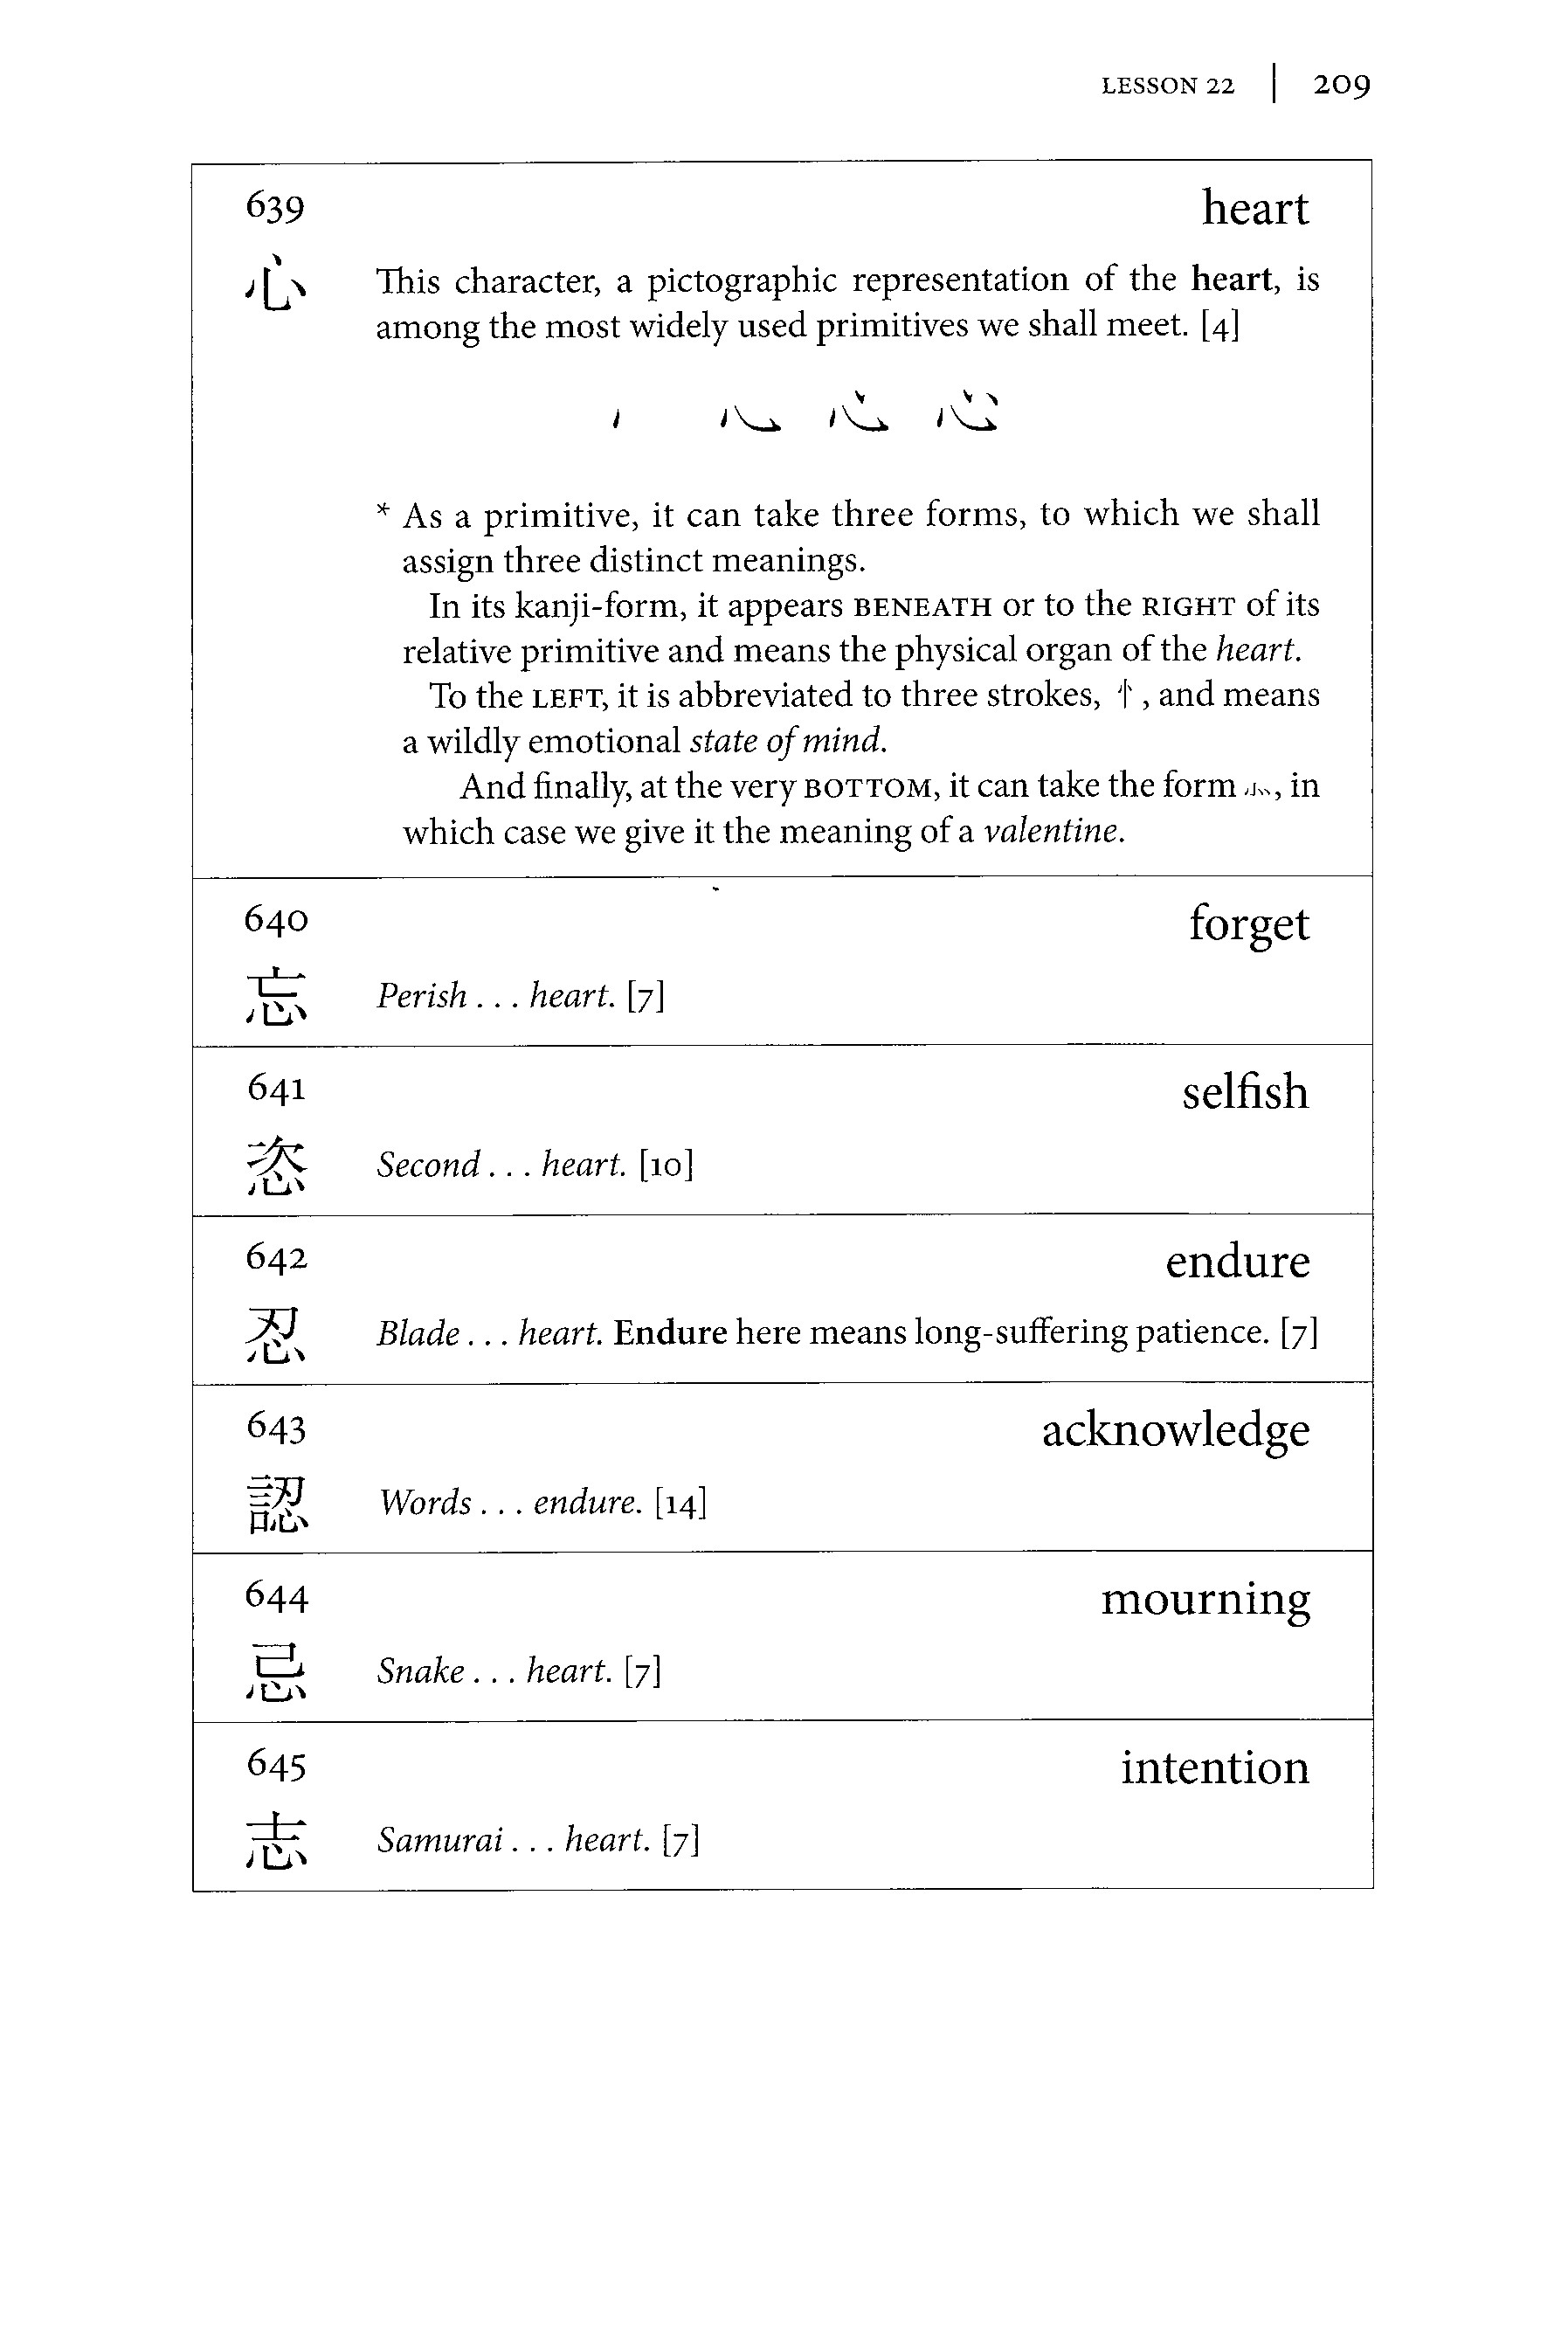 LESSON 22 | 209
639 heart
心 This character, a pictographic representation of the heart, is
among the most widely used primitives we shall meet. [4]
* As a primitive, it can take three forms, to which we shall
assign three distinct meanings.
In its kanji-form, it appears BENEATH or to the RIGHT of its
relative primitive and means the physical organ of the heart.
To the LEFT, it is abbreviated to three strokes, 忄, and means
a wildly emotional state of mind.
And finally, at the very BOTTOM, it can take the form ⺗, in
which case we give it the meaning of a valentine.
640 forget
忘 Perish . . . heart. [7]
641 selfish
恣 Second . . . heart. [10]
642 endure
忍 Blade . . . heart. Endure here means long-suffering patience. [7]
643 acknowledge
認 Words . . . endure. [14]
644 mourning
忌 Snake . . . heart. [7]
645 intention
志 Samurai . . . heart. [7]